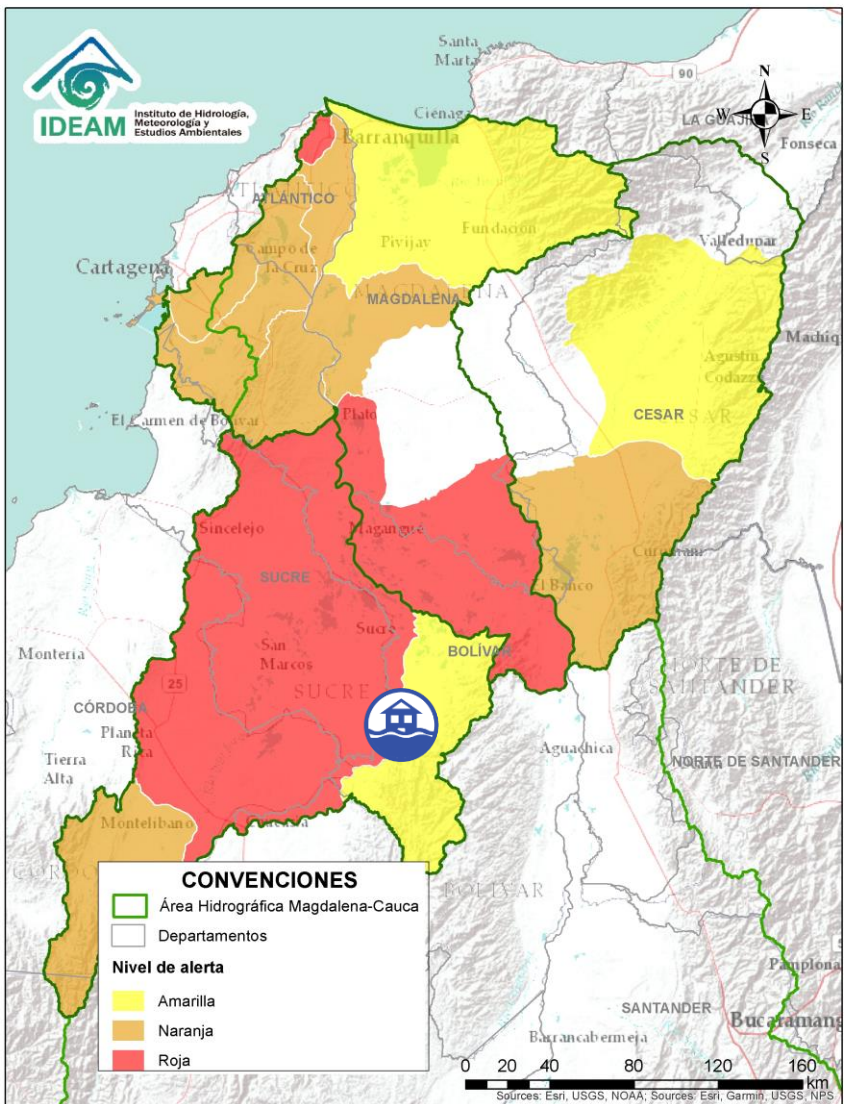 IDEAM
Instituto de Hidrología,
Meteorología y
Estudios Ambientales
Santa
Marta
90
N
W
E
S
Ciénaga
LA GUAJI
Fonseca
Barranquilla
ATLÁNTICO
Pivijay
Fundación
Valledupar
Cartagena
Campo de
la Cruz
MAGDALENA
Agustín
Codazzi
CESAR
El Carmen de Bolívar
Plato
Sincelejo
Magangué
SUCRE
El Banco
Sucre
Montería
San
Marcos
BOLÍVAR
SUCRE
25
NORTE DE
SANTANDER
CÓRDOBA
Planeta
Rica
Aguachica
Tierra
Alta
NORTE DE SANTANDER
Montelíbano
BOLÍVAR
CONVENCIONES
Área Hidrográfica Magdalena-Cauca
Departamentos
Nivel de alerta
Amarilla
Naranja
Roja
Pamplona
SANTANDER
Bucaramang
Barrancabermeja
0 20 40 80 120 160
km
Sources: Esri, USGS, NOAA; Sources: Esri, Garmin, USGS, NPS